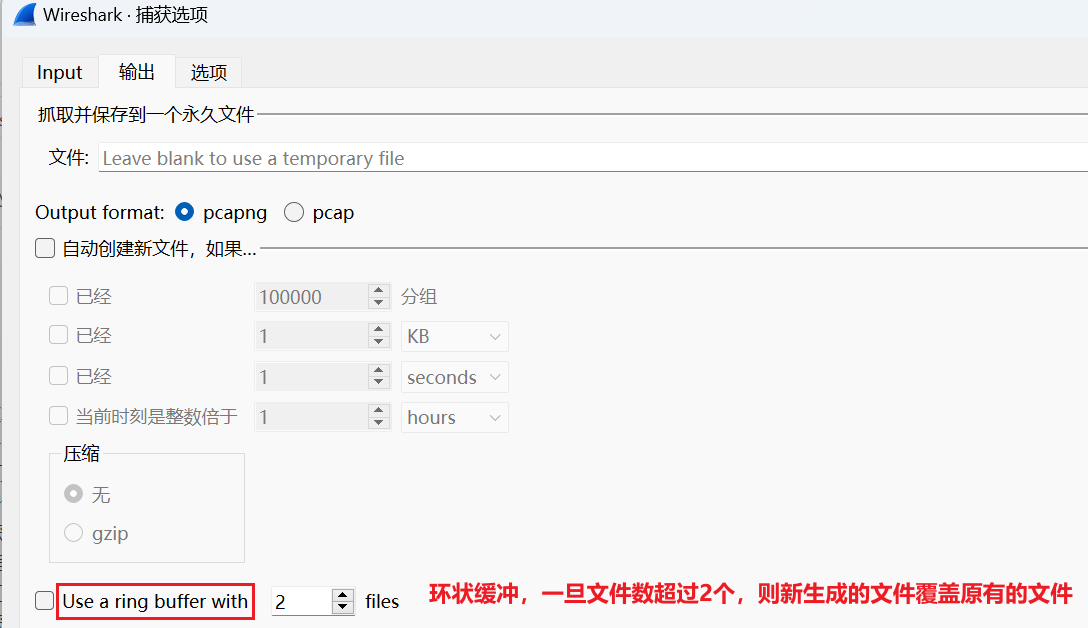 Wireshark · 捕获选项
Input 输出 选项
抓取并保存到一个永久文件
文件: Leave blank to use a temporary file
Output format: pcapng pcap
自动创建新文件，如果...
已经 100000 分组
已经 1 KB
已经 1 seconds
当前时刻是整数倍于 1 hours
压缩
无
gzip
Use a ring buffer with 2 files 环状缓冲，一旦文件数超过2个，则新生成的文件覆盖原有的文件